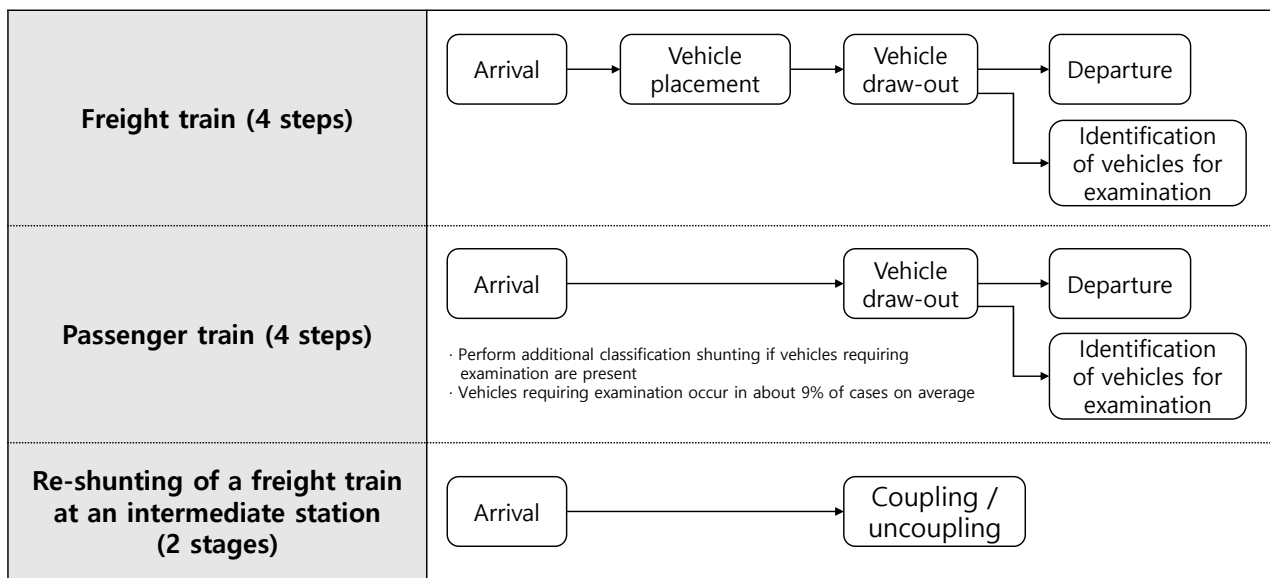 Freight train (4 steps)
Arrival
Vehicle
placement
Vehicle
draw-out
Departure
Identification
of vehicles for
examination
Passenger train (4 steps)
Arrival
Vehicle
draw-out
Departure
Identification
of vehicles for
examination
· Perform additional classification shunting if vehicles requiring
examination are present
· Vehicles requiring examination occur in about 9% of cases on average
Re-shunting of a freight train
at an intermediate station
(2 stages)
Arrival
Coupling /
uncoupling